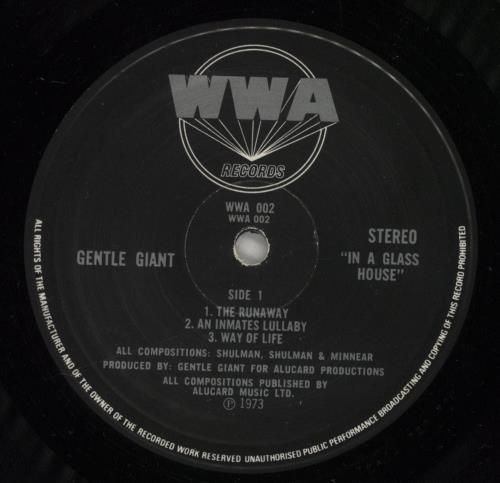 WWA
RECORDS
WWA 002
WWA 002
GENTLE GIANT
STEREO
"IN A GLASS
HOUSE"
SIDE 1
1. THE RUNAWAY
2. AN INMATES LULLABY
3. WAY OF LIFE
ALL COMPOSITIONS: SHULMAN, SHULMAN & MINNEAR
PRODUCED BY: GENTLE GIANT FOR ALUCARD PRODUCTIONS
ALL COMPOSITIONS PUBLISHED BY
ALUCARD MUSIC LTD.
℗ 1973
ALL RIGHTS OF THE MANUFACTURER AND OF THE OWNER OF THE RECORDED WORK RESERVED UNAUTHORISED PUBLIC PERFORMANCE BROADCASTING AND COPYING OF THIS RECORD PROHIBITED